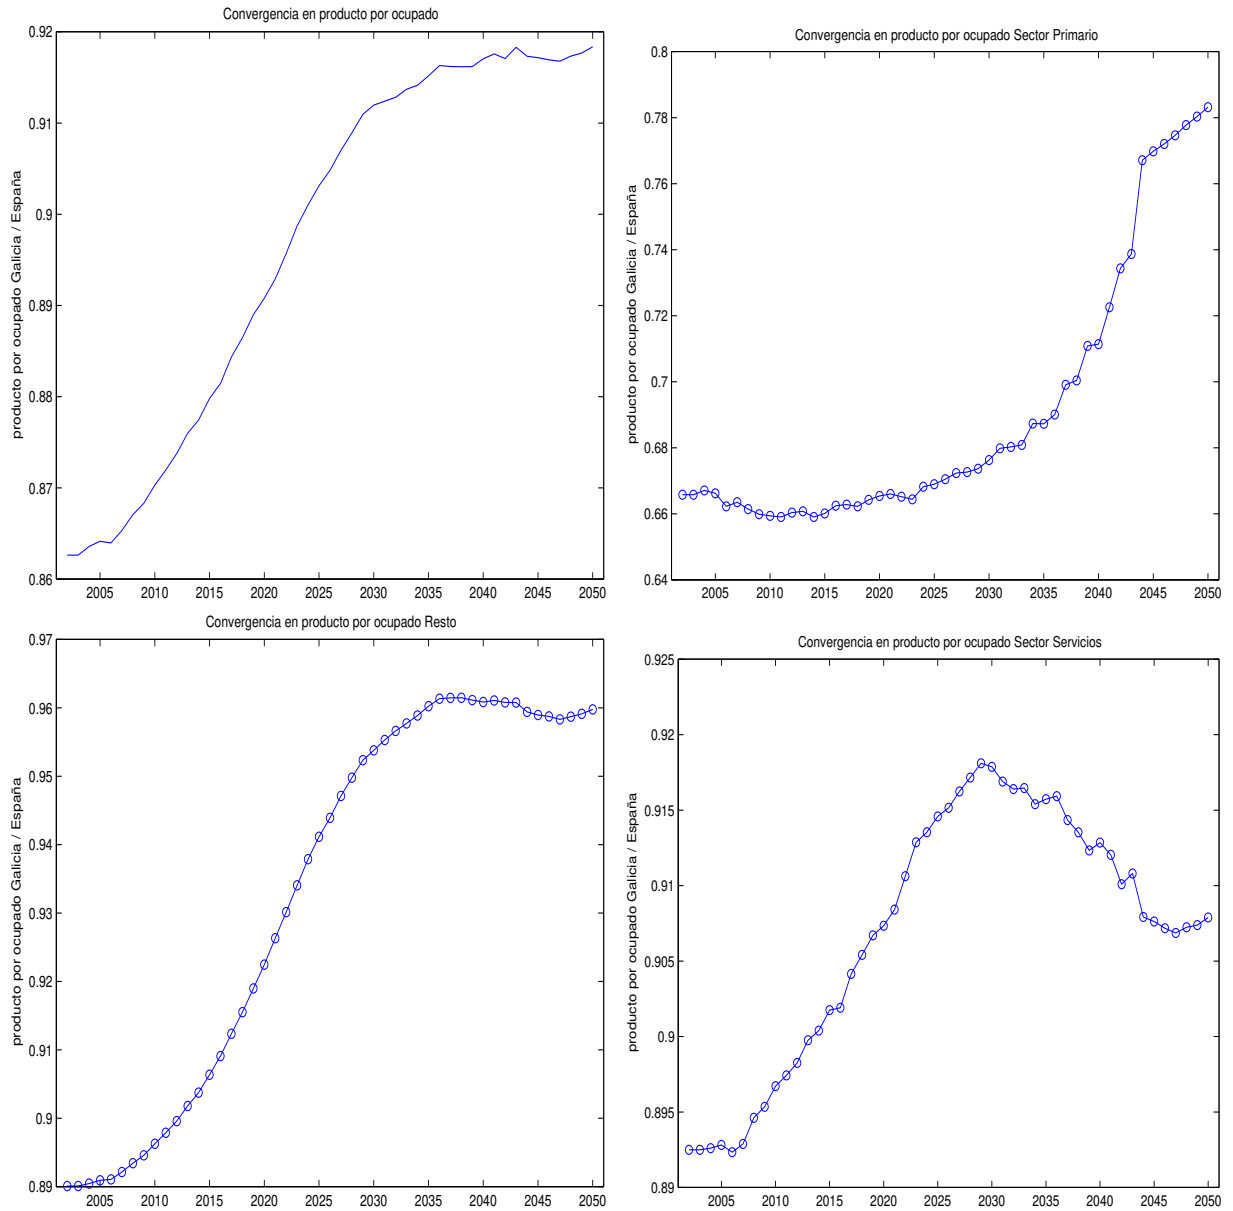 Convergencia en producto por ocupado
0.92
0.91
0.9
0.89
0.88
0.87
0.86
producto por ocupado Galicia / España
2005 2010 2015 2020 2025 2030 2035 2040 2045 2050
Convergencia en producto por ocupado Sector Primario
0.8
0.78
0.76
0.74
0.72
0.7
0.68
0.66
0.64
producto por ocupado Galicia / España
2005 2010 2015 2020 2025 2030 2035 2040 2045 2050
Convergencia en producto por ocupado Resto
0.97
0.96
0.95
0.94
0.93
0.92
0.91
0.9
0.89
producto por ocupado Galicia / España
2005 2010 2015 2020 2025 2030 2035 2040 2045 2050
Convergencia en producto por ocupado Sector Servicios
0.925
0.92
0.915
0.91
0.905
0.9
0.895
0.89
producto por ocupado Galicia / España
2005 2010 2015 2020 2025 2030 2035 2040 2045 2050